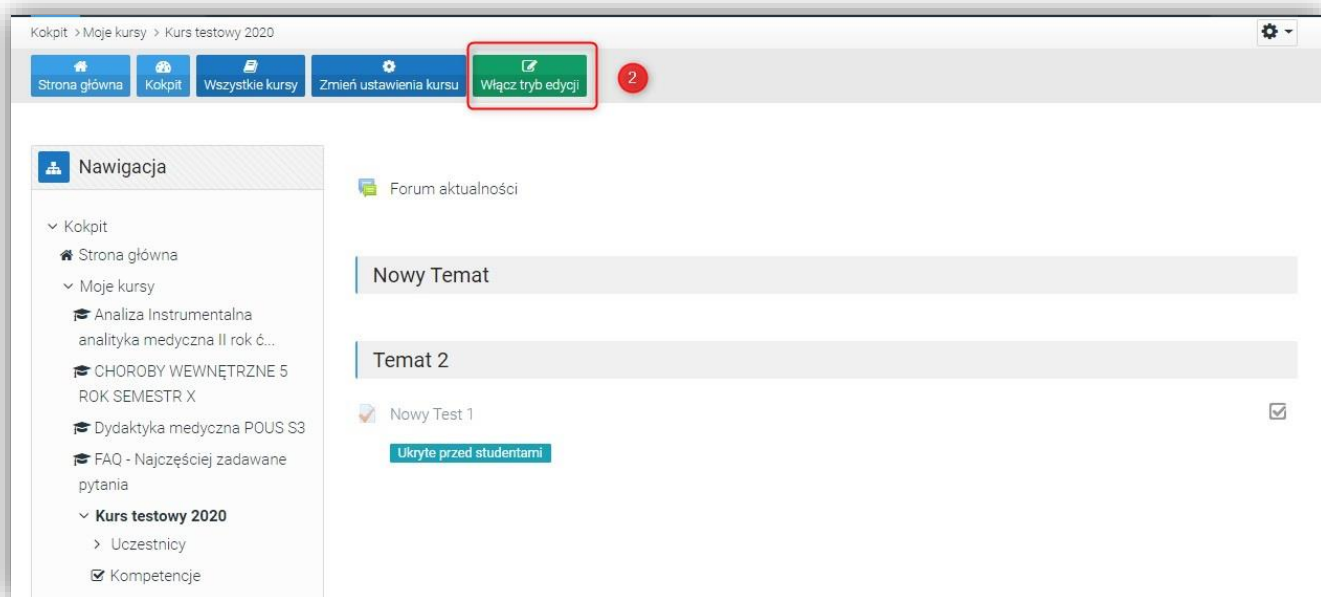 Kokpit > Moje kursy > Kurs testowy 2020
Strona główna
Kokpit
Wszystkie kursy
Zmień ustawienia kursu
Włącz tryb edycji
2
Nawigacja
Kokpit
Strona główna
Moje kursy
Analiza Instrumentalna
analityka medyczna II rok ć...
CHOROBY WEWNĘTRZNE 5
ROK SEMESTR X
Dydaktyka medyczna POUS S3
FAQ - Najczęściej zadawane
pytania
Kurs testowy 2020
Uczestnicy
Kompetencje
Forum aktualności
Nowy Temat
Temat 2
Nowy Test 1
Ukryte przed studentami